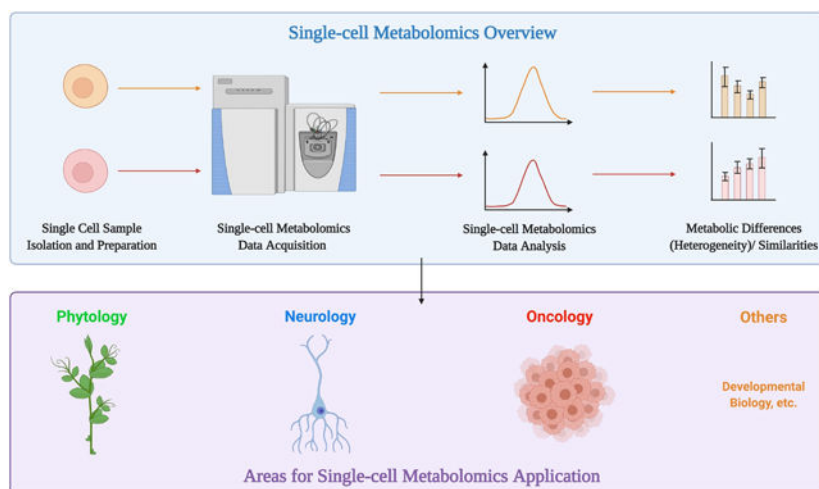 Single-cell Metabolomics Overview
Single Cell Sample
Isolation and Preparation
Single-cell Metabolomics
Data Acquisition
Single-cell Metabolomics
Data Analysis
Metabolic Differences
(Heterogeneity)/ Similarities
Phytology
Neurology
Oncology
Others
Developmental
Biology, etc.
Areas for Single-cell Metabolomics Application